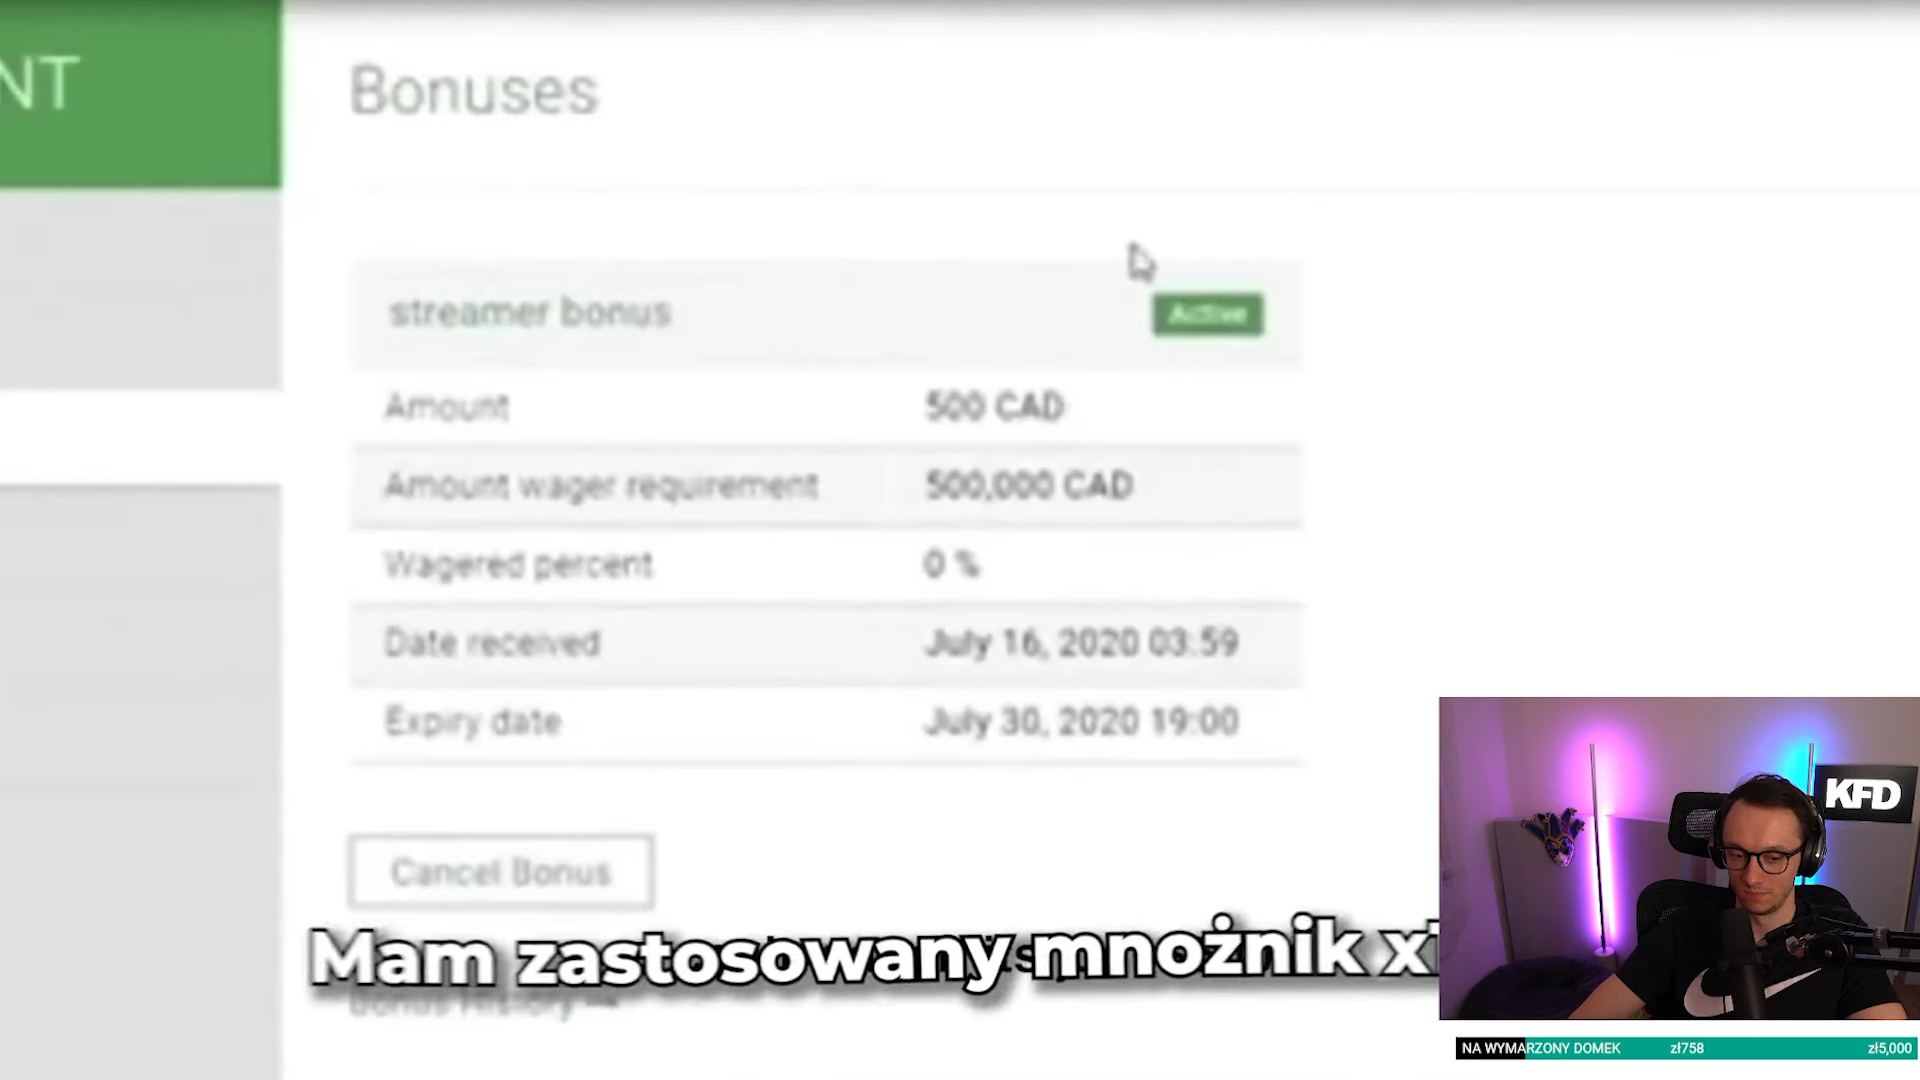 NT
Bonuses
streamer bonus
Active
Amount 500 CAD
Amount wager requirement 500,000 CAD
Wagered percent 0 %
Date received July 16, 2020 03:59
Expiry date July 30, 2020 19:00
Cancel Bonus
Mam zastosowany mnożnik
Bonus History
KFD
NA WYMARZONY DOMEK zł758 zł5,000